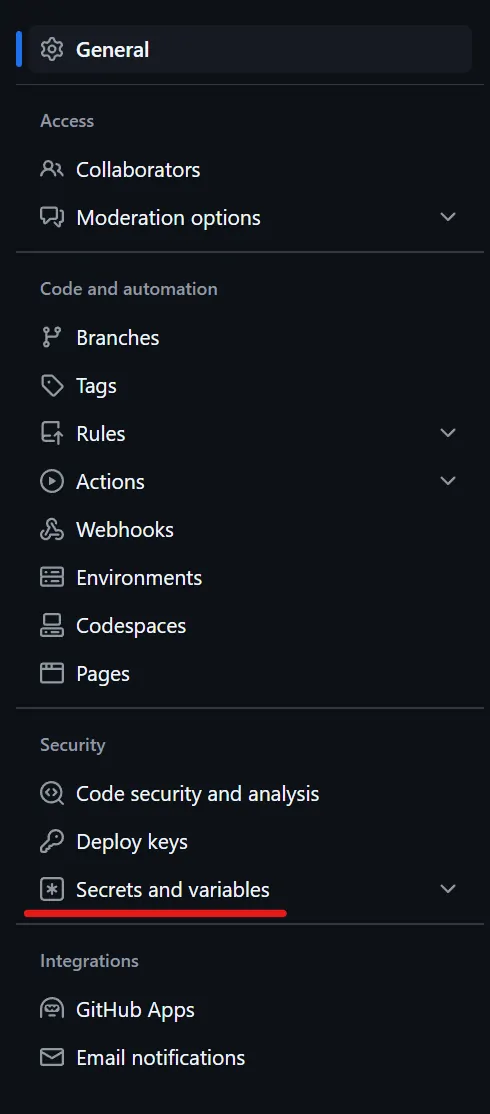 General
Access
Collaborators
Moderation options
Code and automation
Branches
Tags
Rules
Actions
Webhooks
Environments
Codespaces
Pages
Security
Code security and analysis
Deploy keys
Secrets and variables
Integrations
GitHub Apps
Email notifications